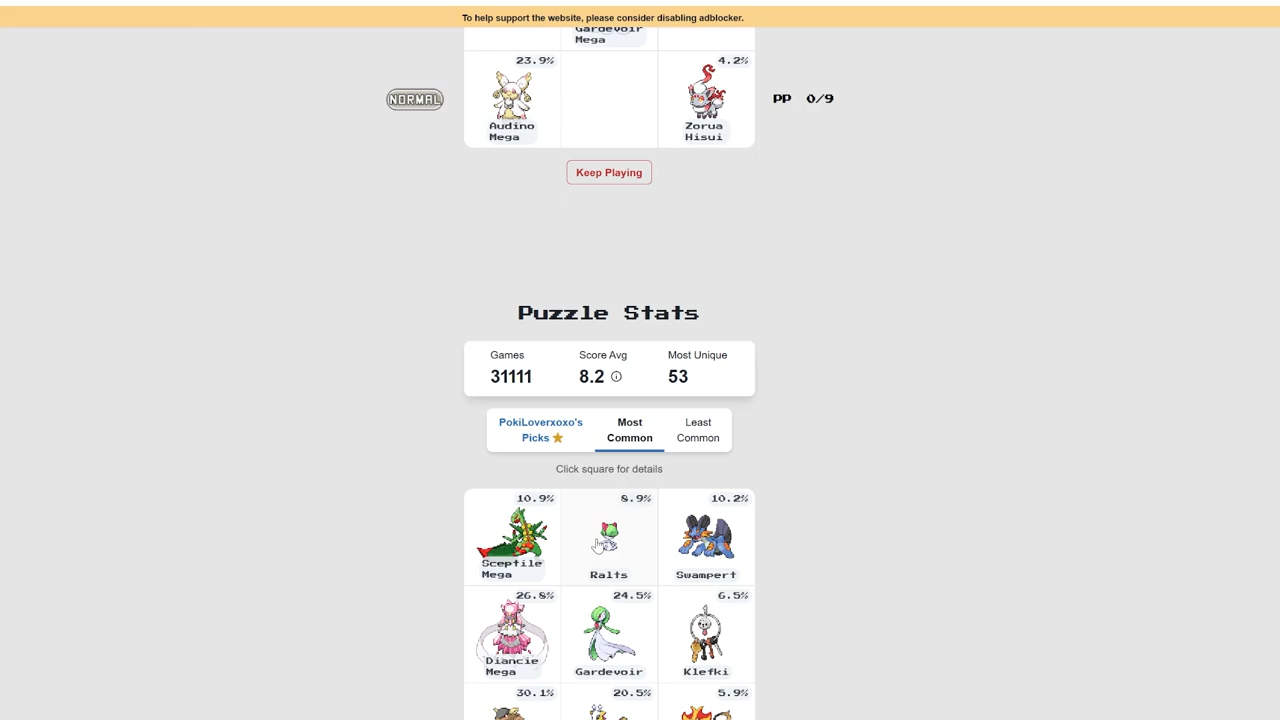 To help support the website, please consider disabling adblocker.
Gardevoir
Mega
23.9%
4.2%
NORMAL
Audino
Mega
Zorua
Hisui
PP 0/9
Keep Playing
Puzzle Stats
Games
Score Avg
Most Unique
31111
8.2
53
PokiLoverxoxo's
Picks
Most
Common
Least
Common
Click square for details
10.9%
8.9%
10.2%
Sceptile
Mega
Ralts
Swampert
26.8%
24.5%
6.5%
Diancie
Mega
Gardevoir
Klefki
30.1%
20.5%
5.9%